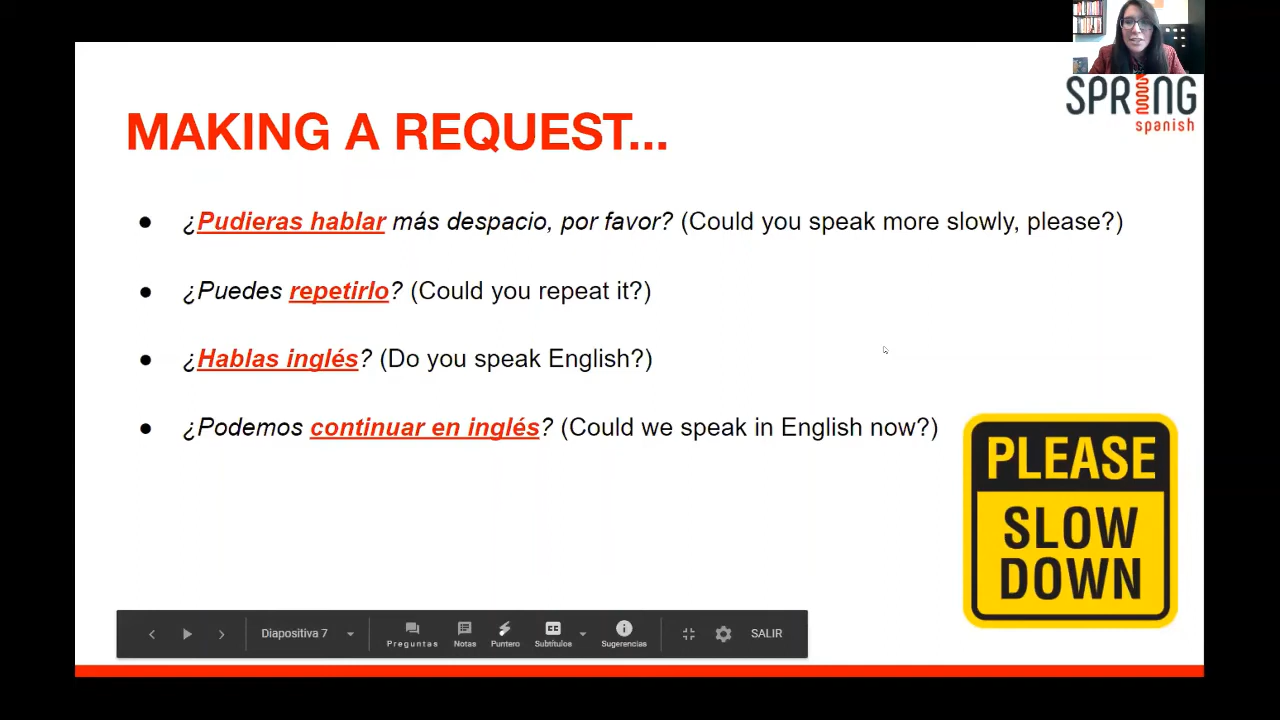 SPRING
spanish
MAKING A REQUEST...
● ¿Pudieras hablar más despacio, por favor? (Could you speak more slowly, please?)
● ¿Puedes repetirlo? (Could you repeat it?)
● ¿Hablas inglés? (Do you speak English?)
● ¿Podemos continuar en inglés? (Could we speak in English now?)
PLEASE
SLOW
DOWN
Diapositiva 7 Preguntas Notas Puntero CC Subtítulos Sugerencias SALIR